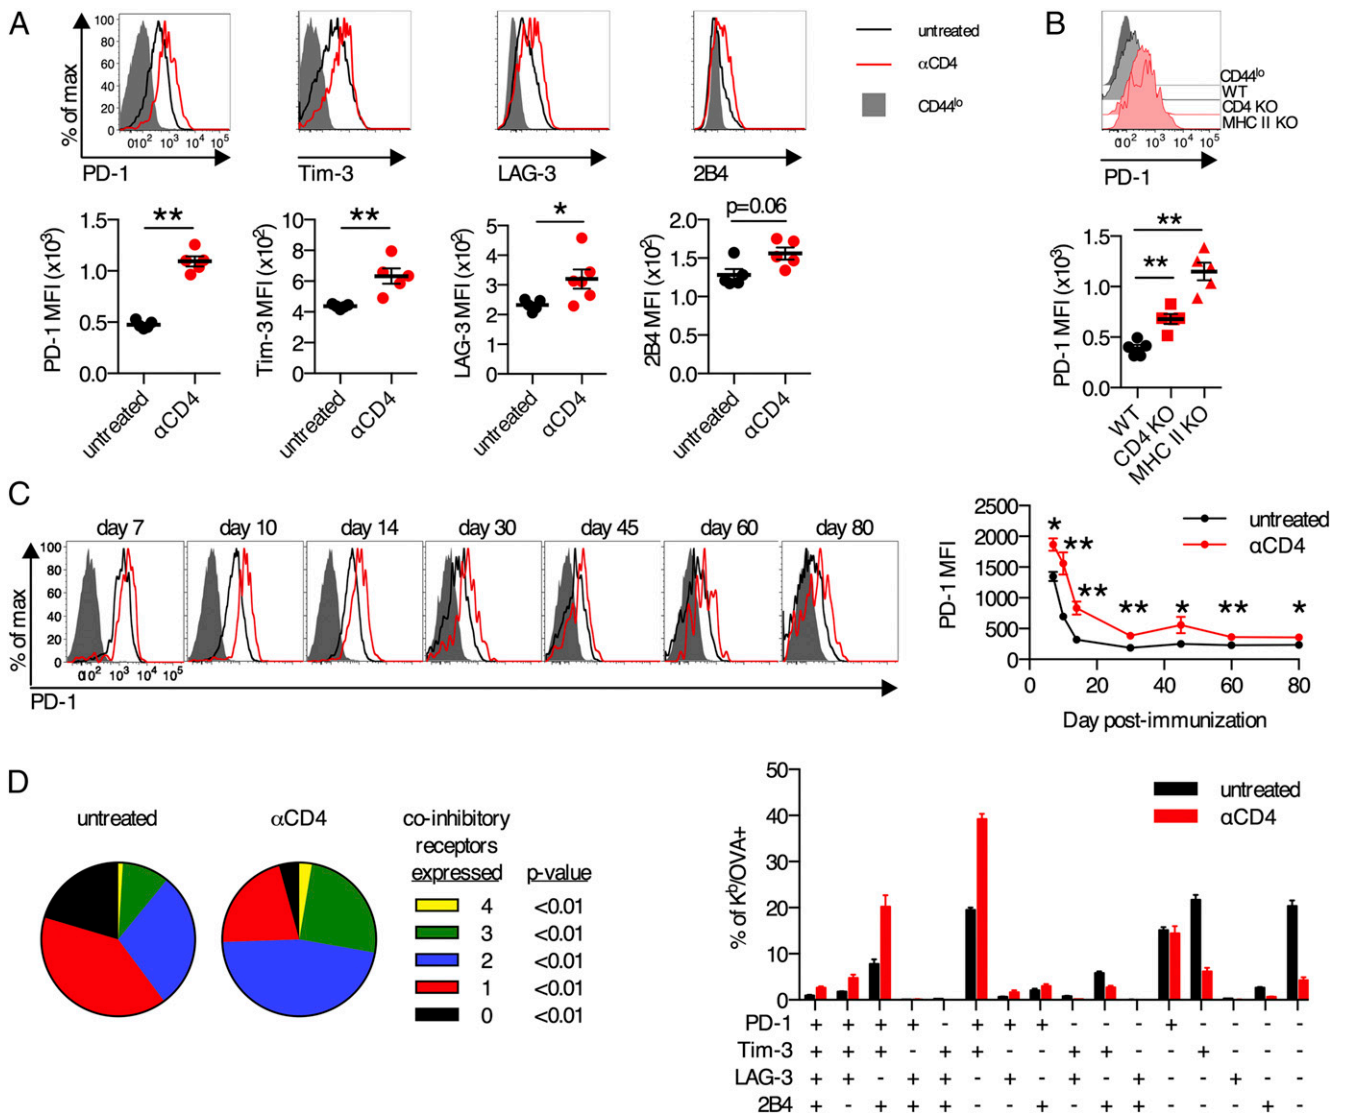 A
% of max
100
80
60
40
20
0
0 10² 10³ 10⁴ 10⁵
PD-1
Tim-3
LAG-3
2B4
untreated
αCD4
CD44lo
PD-1 MFI (x10³)
1.5
1.0
0.5
0.0
**
untreated
αCD4
Tim-3 MFI (x10²)
10
8
6
4
2
0
**
untreated
αCD4
LAG-3 MFI (x10²)
5
4
3
2
1
0
*
untreated
αCD4
2B4 MFI (x10²)
2.0
1.5
1.0
0.5
0.0
p=0.06
untreated
αCD4
B
CD44lo
WT
CD4 KO
MHC II KO
0 10² 10³ 10⁴ 10⁵
PD-1
PD-1 MFI (x10³)
1.5
1.0
0.5
0.0
**
**
WT
CD4 KO
MHC II KO
C
day 7 day 10 day 14 day 30 day 45 day 60 day 80
% of max
100
80
60
40
20
0
0 10² 10³ 10⁴ 10⁵
PD-1
PD-1 MFI
2500
2000
1500
1000
500
0
* ** ** ** * ** *
untreated
αCD4
0 20 40 60 80
Day post-immunization
D
untreated
αCD4
co-inhibitory
receptors
expressed p-value
4 <0.01
3 <0.01
2 <0.01
1 <0.01
0 <0.01
% of Kᵇ/OVA+
50
40
30
20
10
0
untreated
αCD4
PD-1 + + + + - + + + - - - + - - - -
Tim-3 + + + - + + - - + + - - + - - -
LAG-3 + + - + + - + - + - + - - + - -
2B4 + - + + + - - + - + + - - - + -